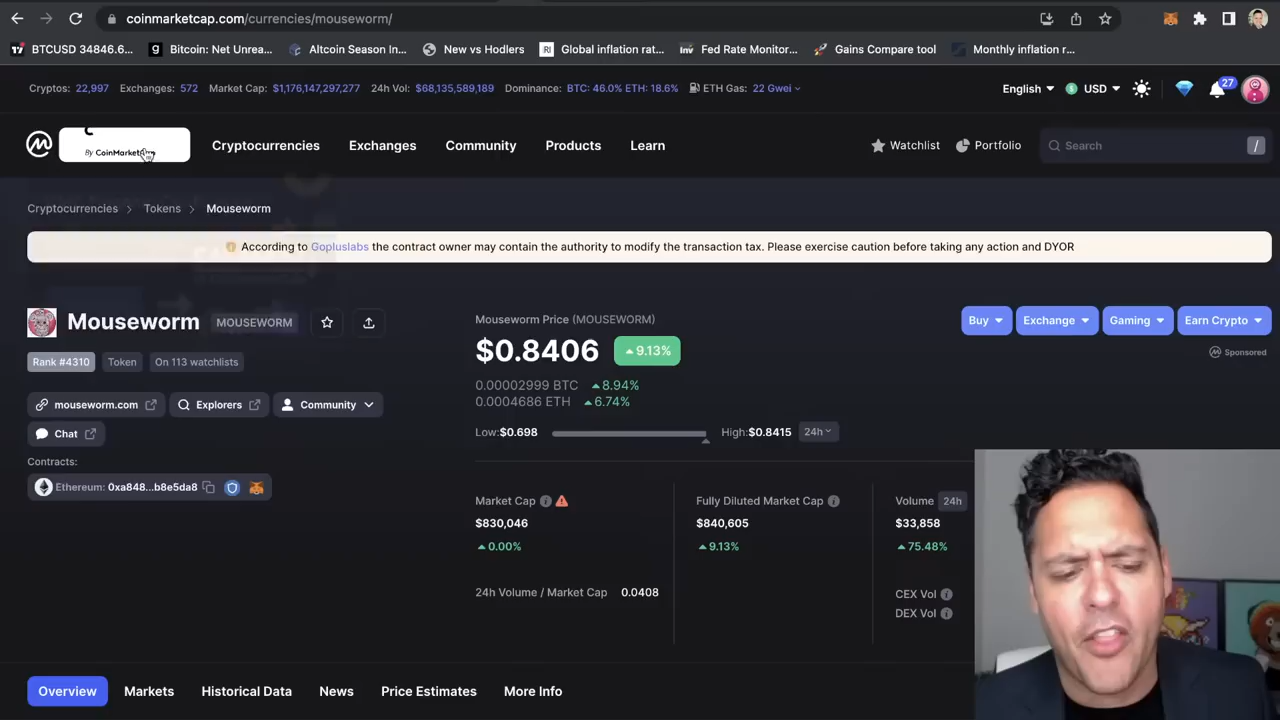 coinmarketcap.com/currencies/mouseworm/
BTCUSD 34846.6... Bitcoin: Net Unrea... Altcoin Season In... New vs Hodlers Global inflation rat... Fed Rate Monitor... Gains Compare tool Monthly inflation r...
Cryptos: 22,997 Exchanges: 572 Market Cap: $1,176,147,297,277 24h Vol: $68,135,589,189 Dominance: BTC: 46.0% ETH: 18.6% ETH Gas: 22 Gwei English USD 27
Cryptocurrencies Exchanges Community Products Learn Watchlist Portfolio Search /
Cryptocurrencies > Tokens > Mouseworm
According to Gopluslabs the contract owner may contain the authority to modify the transaction tax. Please exercise caution before taking any action and DYOR
Mouseworm MOUSEWORM
Rank #4310 Token On 113 watchlists
mouseworm.com Explorers Community
Chat
Contracts:
Ethereum: 0xa848...b8e5da8
Mouseworm Price (MOUSEWORM)
$0.8406 9.13%
0.00002999 BTC 8.94%
0.0004686 ETH 6.74%
Low:$0.698 High:$0.8415 24h
Buy Exchange Gaming Earn Crypto
Sponsored
Market Cap
$830,046
0.00%
24h Volume / Market Cap 0.0408
Fully Diluted Market Cap
$840,605
9.13%
Volume 24h
$33,858
75.48%
CEX Vol
DEX Vol
Overview Markets Historical Data News Price Estimates More Info